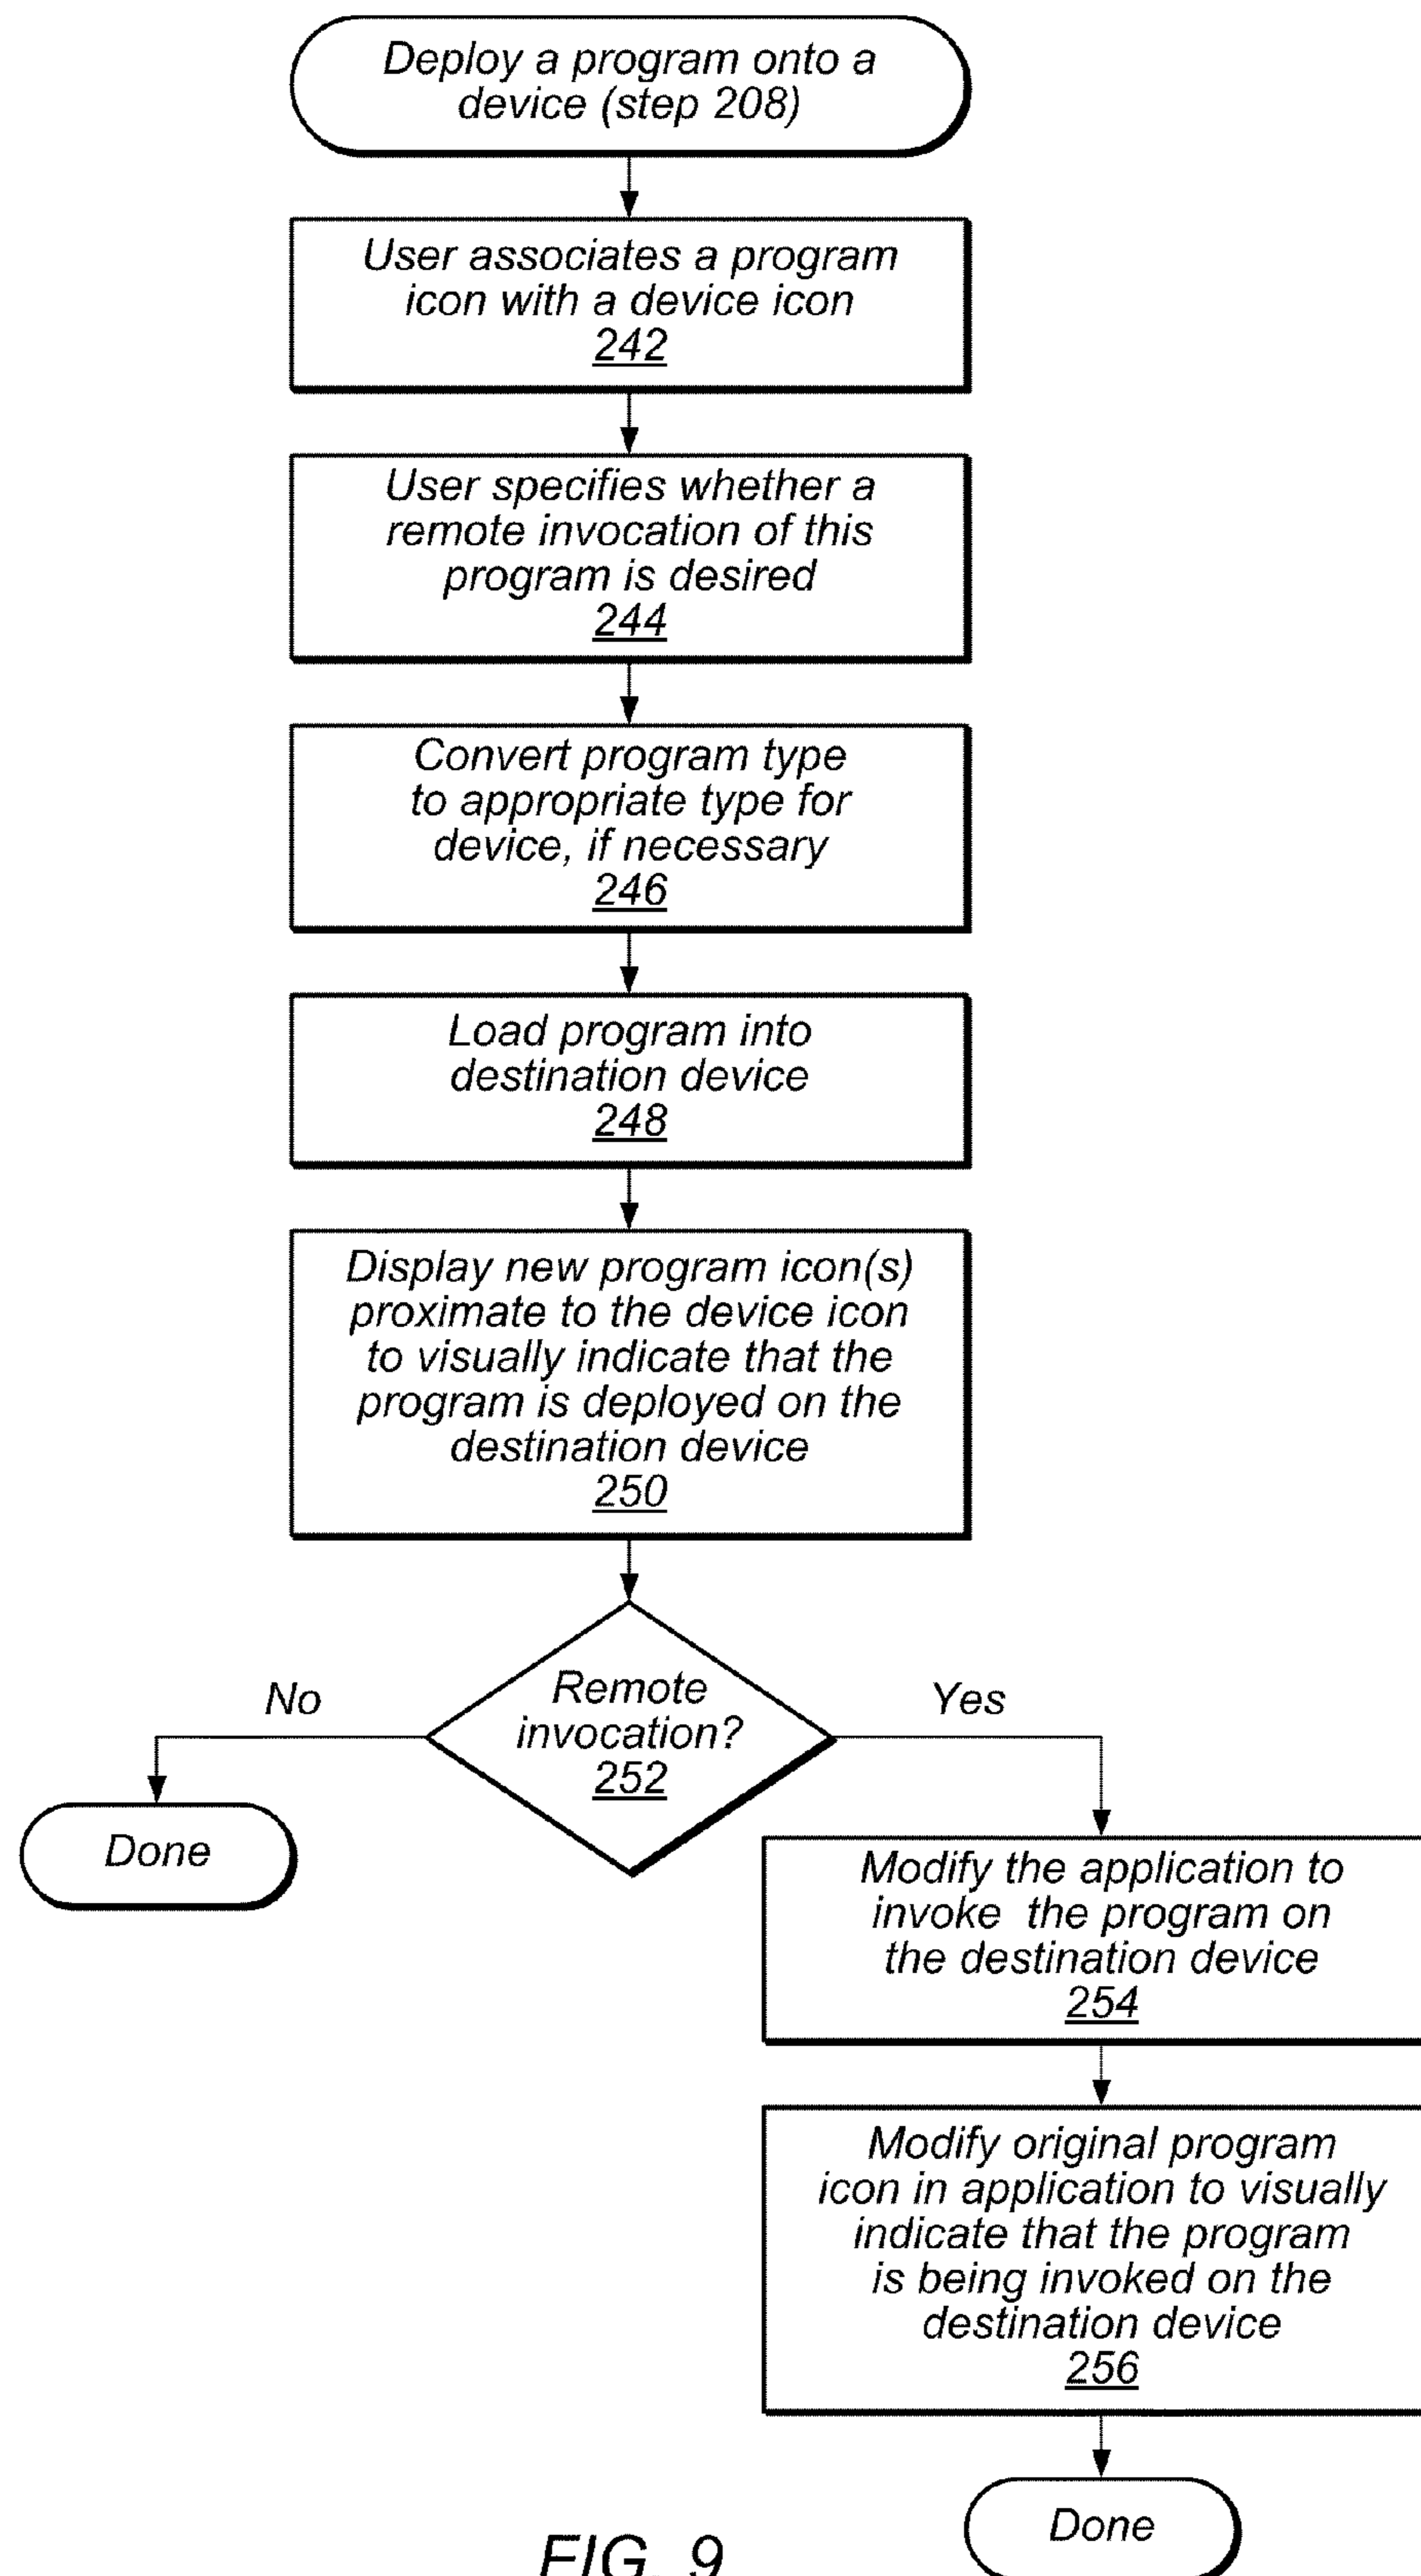 Deploy a program onto a
device (step 208)
User associates a program
icon with a device icon
242
User specifies whether a
remote invocation of this
program is desired
244
Convert program type
to appropriate type for
device, if necessary
246
Load program into
destination device
248
Display new program icon(s)
proximate to the device icon
to visually indicate that the
program is deployed on the
destination device
250
Remote
invocation?
252
No
Yes
Done
Modify the application to
invoke the program on
the destination device
254
Modify original program
icon in application to visually
indicate that the program
is being invoked on the
destination device
256
Done
FIG. 9